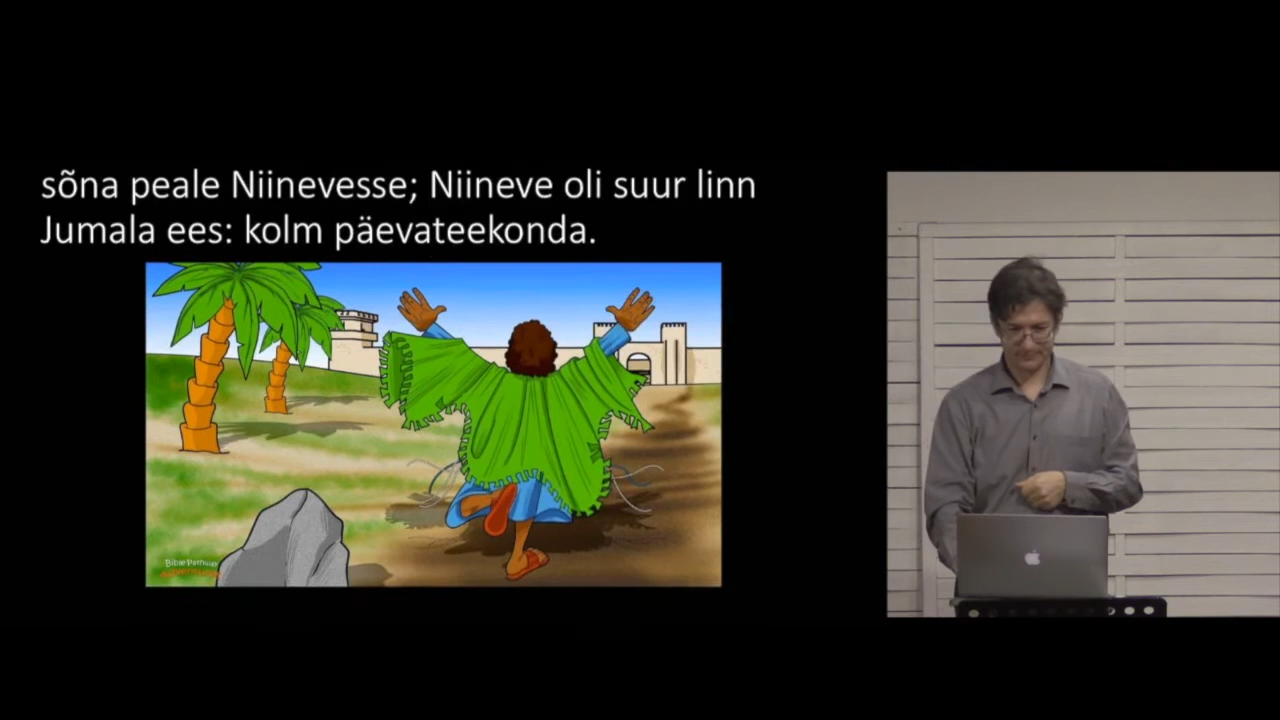 sõna peale Niinevesse; Niineve oli suur linn
Jumala ees: kolm päevateekonda.